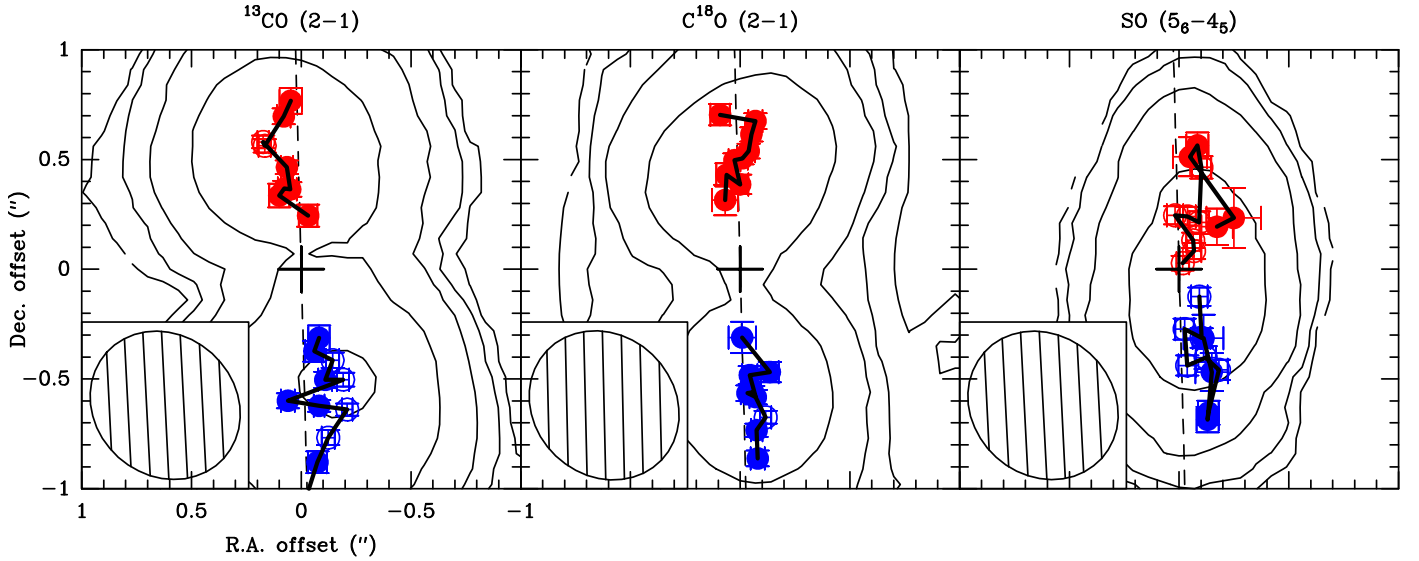 ¹³CO (2−1)
C¹⁸O (2−1)
SO (5₆−4₅)
1
0.5
0
−0.5
−1
Dec. offset (″)
1
0.5
0
−0.5
−1
R.A. offset (″)